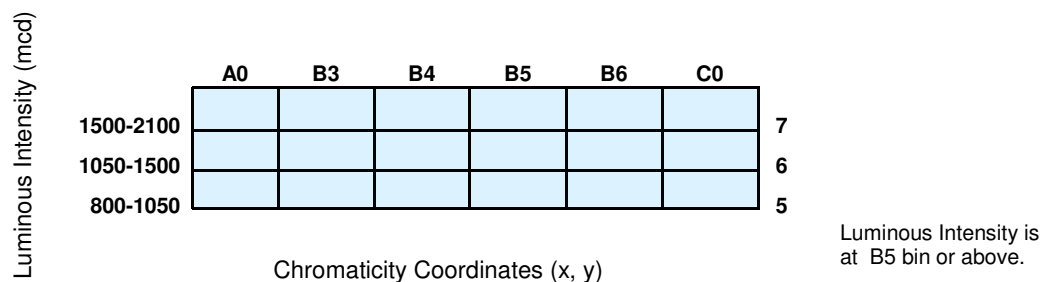 Luminous Intensity (mcd)
A0 B3 B4 B5 B6 C0
1500-2100 7
1050-1500 6
800-1050 5
Luminous Intensity is
at B5 bin or above.
Chromaticity Coordinates (x, y)